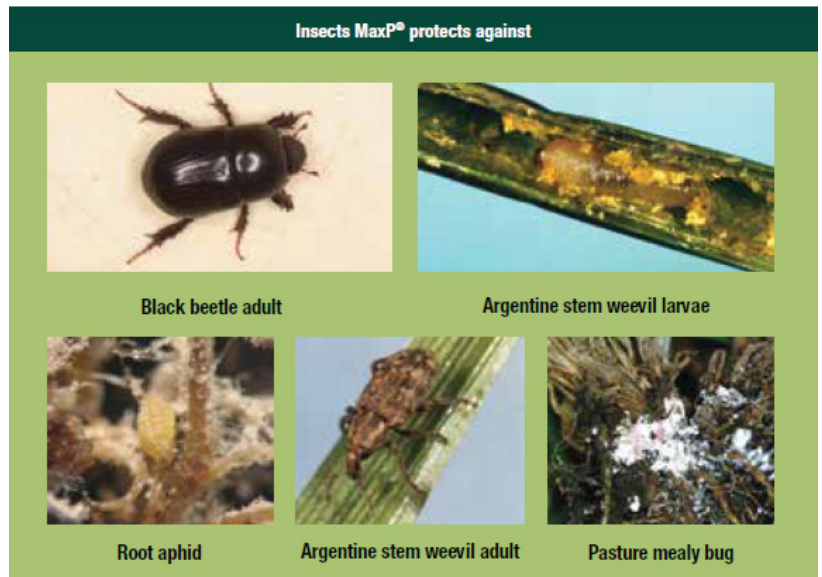 Insects MaxP® protects against
Black beetle adult
Argentine stem weevil larvae
Root aphid
Argentine stem weevil adult
Pasture mealy bug